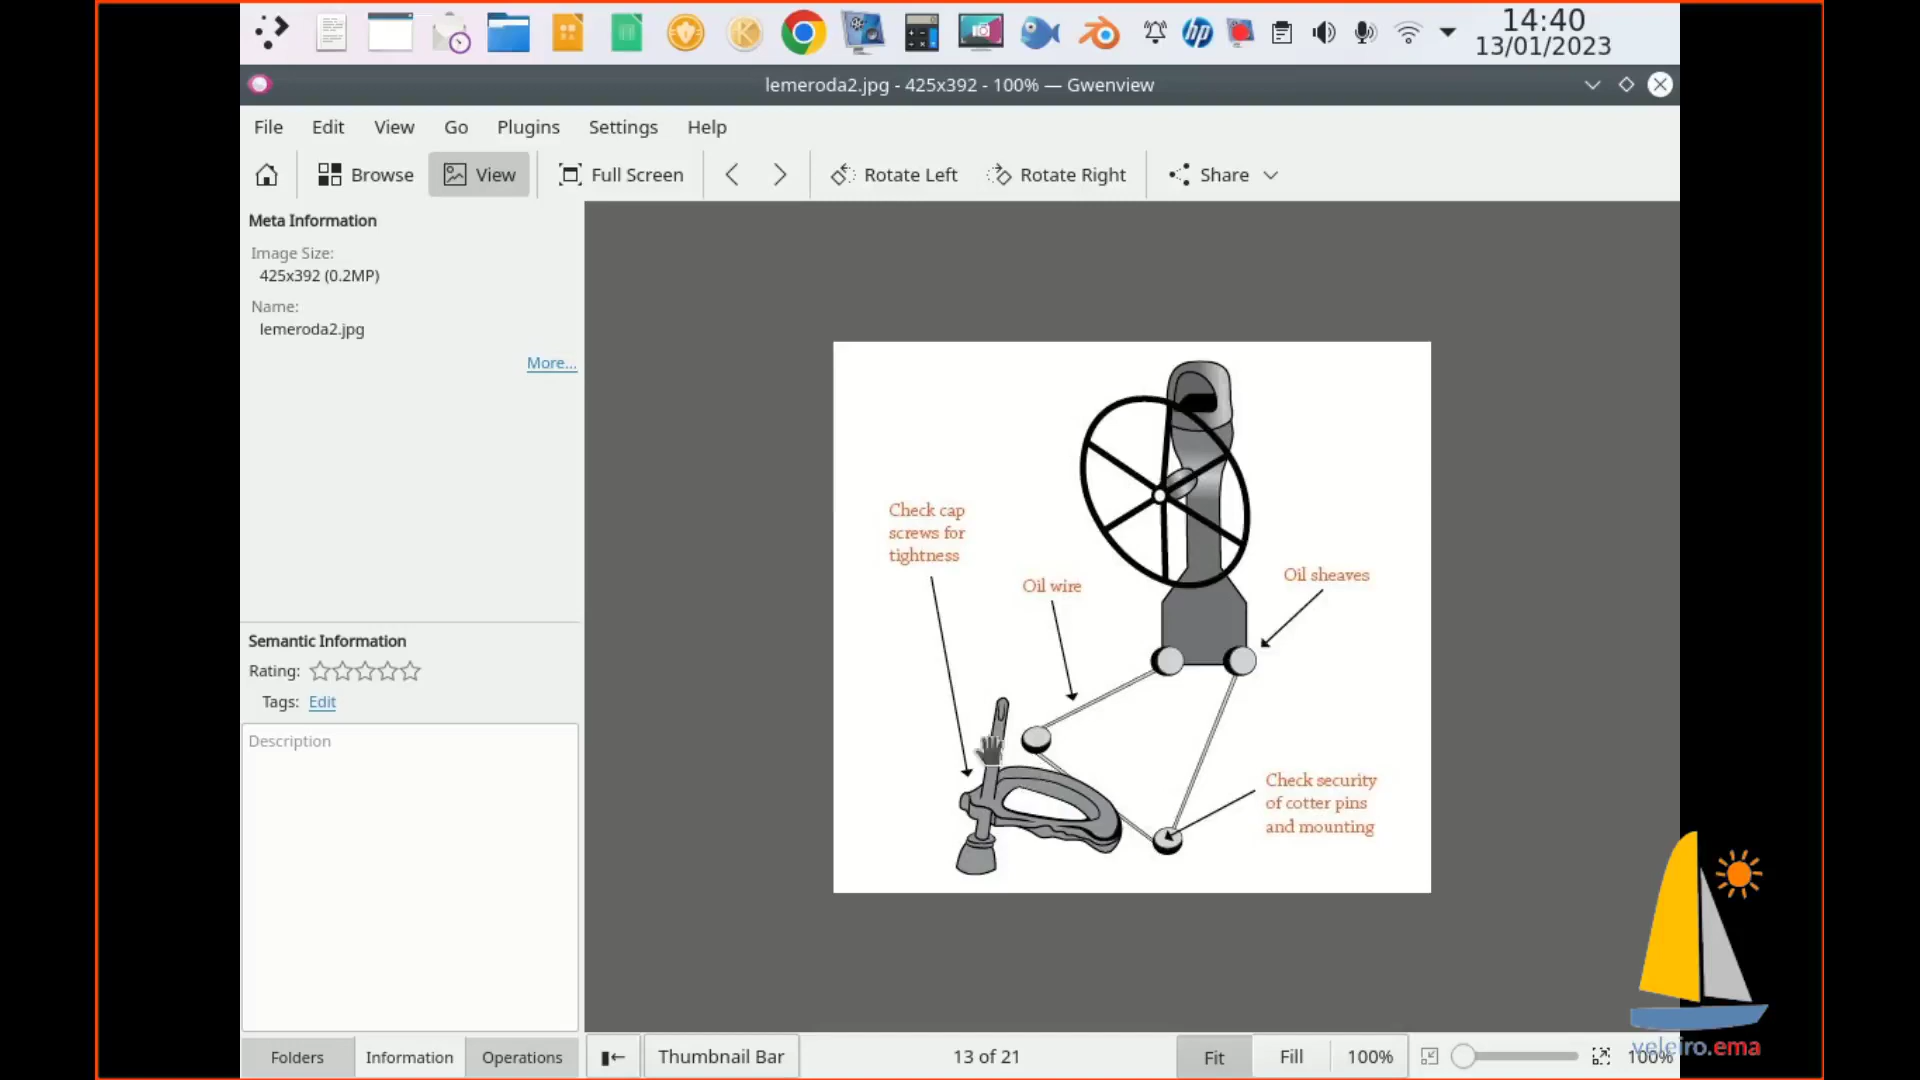 14:40
13/01/2023
lemeroda2.jpg - 425x392 - 100% — Gwenview
File Edit View Go Plugins Settings Help
Browse View Full Screen Rotate Left Rotate Right Share
Meta Information
Image Size:
425x392 (0.2MP)
Name:
lemeroda2.jpg
More...
Check cap
screws for
tightness
Oil wire
Oil sheaves
Check security
of cotter pins
and mounting
Semantic Information
Rating:
Tags: Edit
Description
Folders Information Operations Thumbnail Bar 13 of 21 Fit Fill 100% 100%
veleiro.ema
hp
K